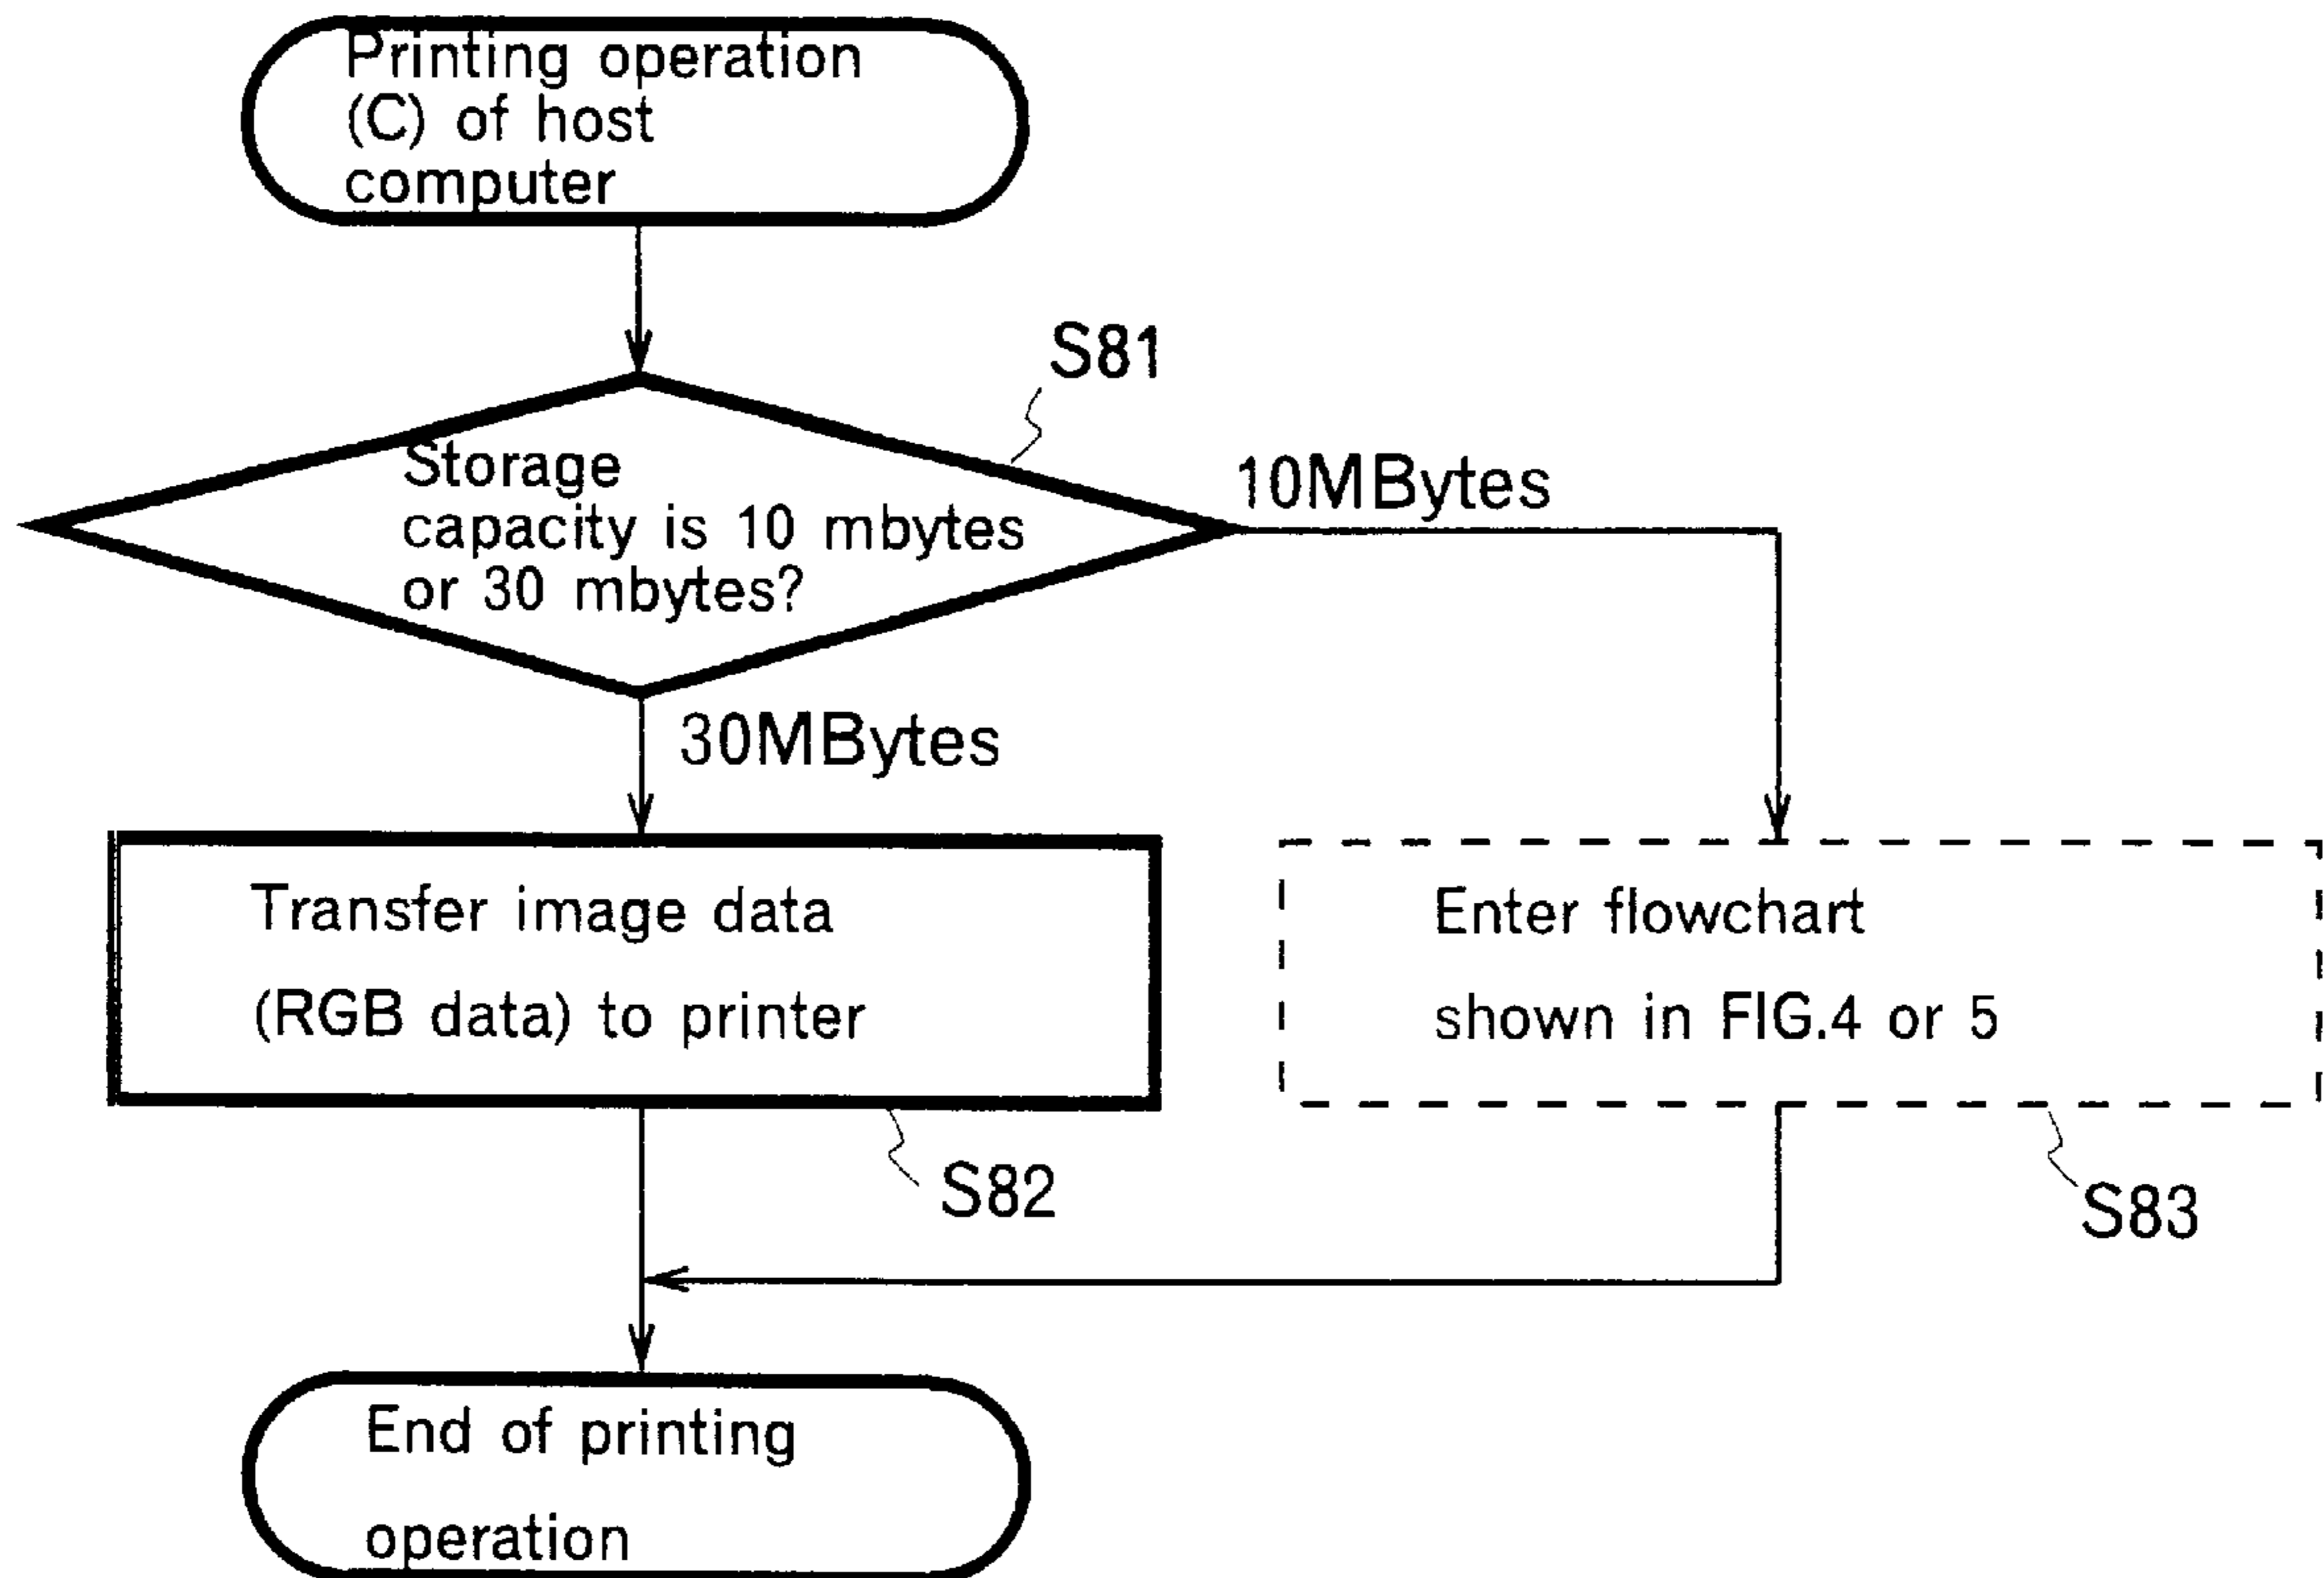 Printing operation
(C) of host
computer
S81
Storage
capacity is 10 mbytes
or 30 mbytes?
10MBytes
30MBytes
Transfer image data
(RGB data) to printer
Enter flowchart
shown in FIG.4 or 5
S82
S83
End of printing
operation